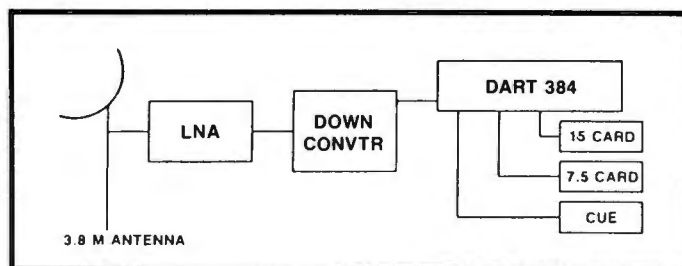 DART 384
LNA
DOWN
CONVTR
15 CARD
7.5 CARD
CUE
3.8 M ANTENNA